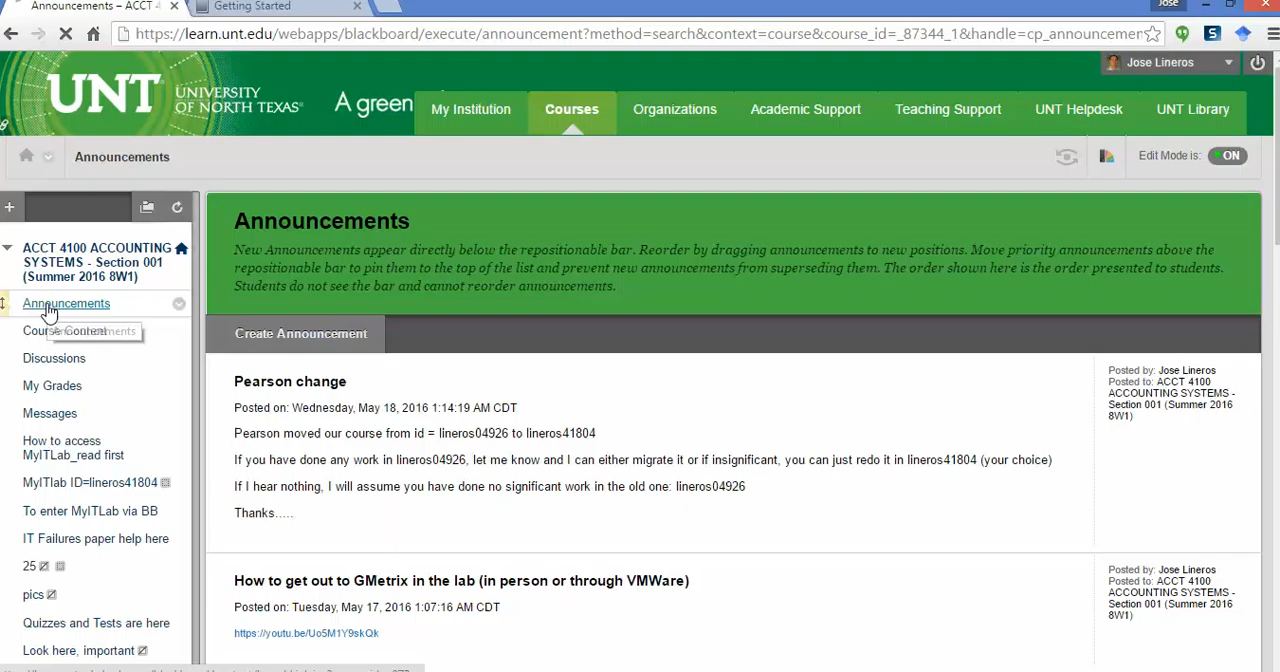 Announcements – ACCT 4
Getting Started
Jose
https://learn.unt.edu/webapps/blackboard/execute/announcement?method=search&context=course&course_id=_87344_1&handle=cp_announcemen
Jose Lineros
UNT
UNIVERSITY
OF NORTH TEXAS®
A green
My Institution
Courses
Organizations
Academic Support
Teaching Support
UNT Helpdesk
UNT Library
Announcements
Edit Mode is:
ON
ACCT 4100 ACCOUNTING
SYSTEMS - Section 001
(Summer 2016 8W1)
Announcements
Course Content
Announcements
Discussions
My Grades
Messages
How to access
MyITLab_read first
MyITlab ID=lineros41804
To enter MyITLab via BB
IT Failures paper help here
25
pics
Quizzes and Tests are here
Look here, important
Announcements
New Announcements appear directly below the repositionable bar. Reorder by dragging announcements to new positions. Move priority announcements above the
repositionable bar to pin them to the top of the list and prevent new announcements from superseding them. The order shown here is the order presented to students.
Students do not see the bar and cannot reorder announcements.
Create Announcement
Pearson change
Posted on: Wednesday, May 18, 2016 1:14:19 AM CDT
Pearson moved our course from id = lineros04926 to lineros41804
If you have done any work in lineros04926, let me know and I can either migrate it or if insignificant, you can just redo it in lineros41804 (your choice)
If I hear nothing, I will assume you have done no significant work in the old one: lineros04926
Thanks.....
Posted by: Jose Lineros
Posted to: ACCT 4100
ACCOUNTING SYSTEMS -
Section 001 (Summer 2016
8W1)
How to get out to GMetrix in the lab (in person or through VMWare)
Posted on: Tuesday, May 17, 2016 1:07:16 AM CDT
https://youtu.be/Uo5M1Y9skQk
Posted by: Jose Lineros
Posted to: ACCT 4100
ACCOUNTING SYSTEMS -
Section 001 (Summer 2016
8W1)